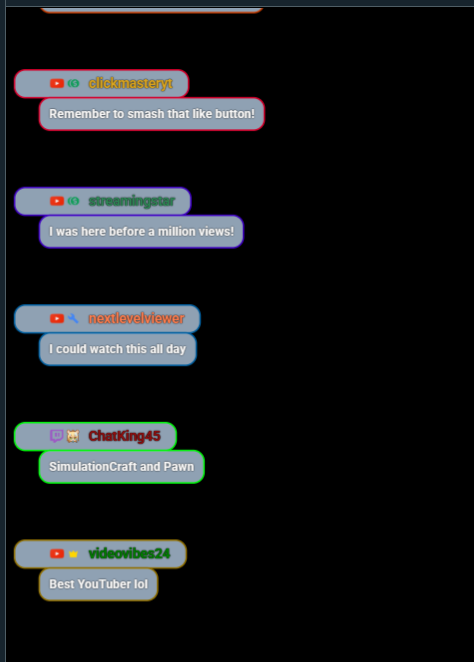 clickmasteryt
Remember to smash that like button!
streamingstar
I was here before a million views!
nextlevelviewer
I could watch this all day
ChatKing45
SimulationCraft and Pawn
videovibes24
Best YouTuber lol